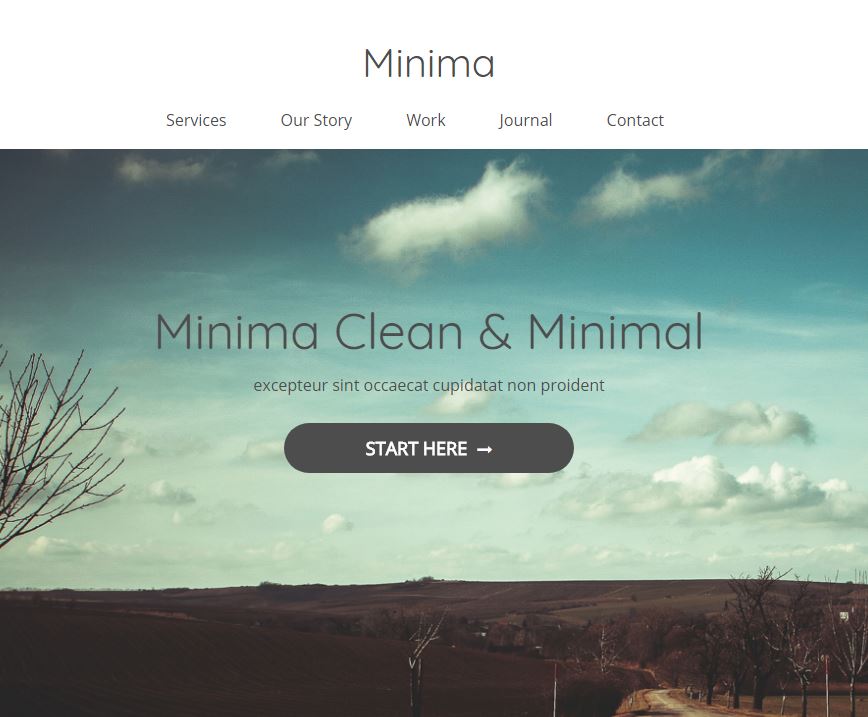 Minima
Services Our Story Work Journal Contact
Minima Clean & Minimal
excepteur sint occaecat cupidatat non proident
START HERE →